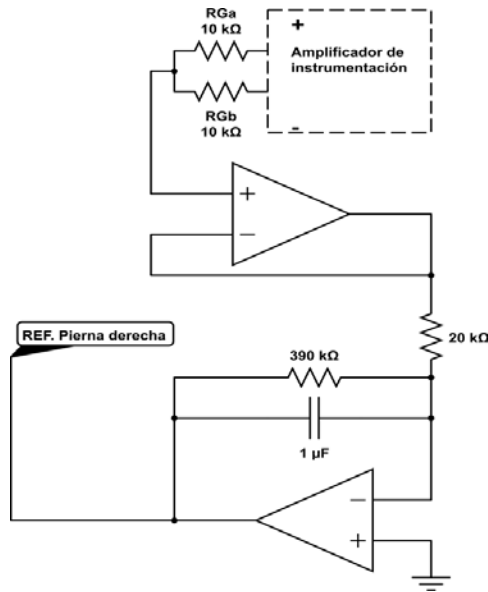 RGa
10 kΩ
+
Amplificador de
instrumentación
RGb
10 kΩ
-
+
−
20 kΩ
REF. Pierna derecha
390 kΩ
1 µF
−
+